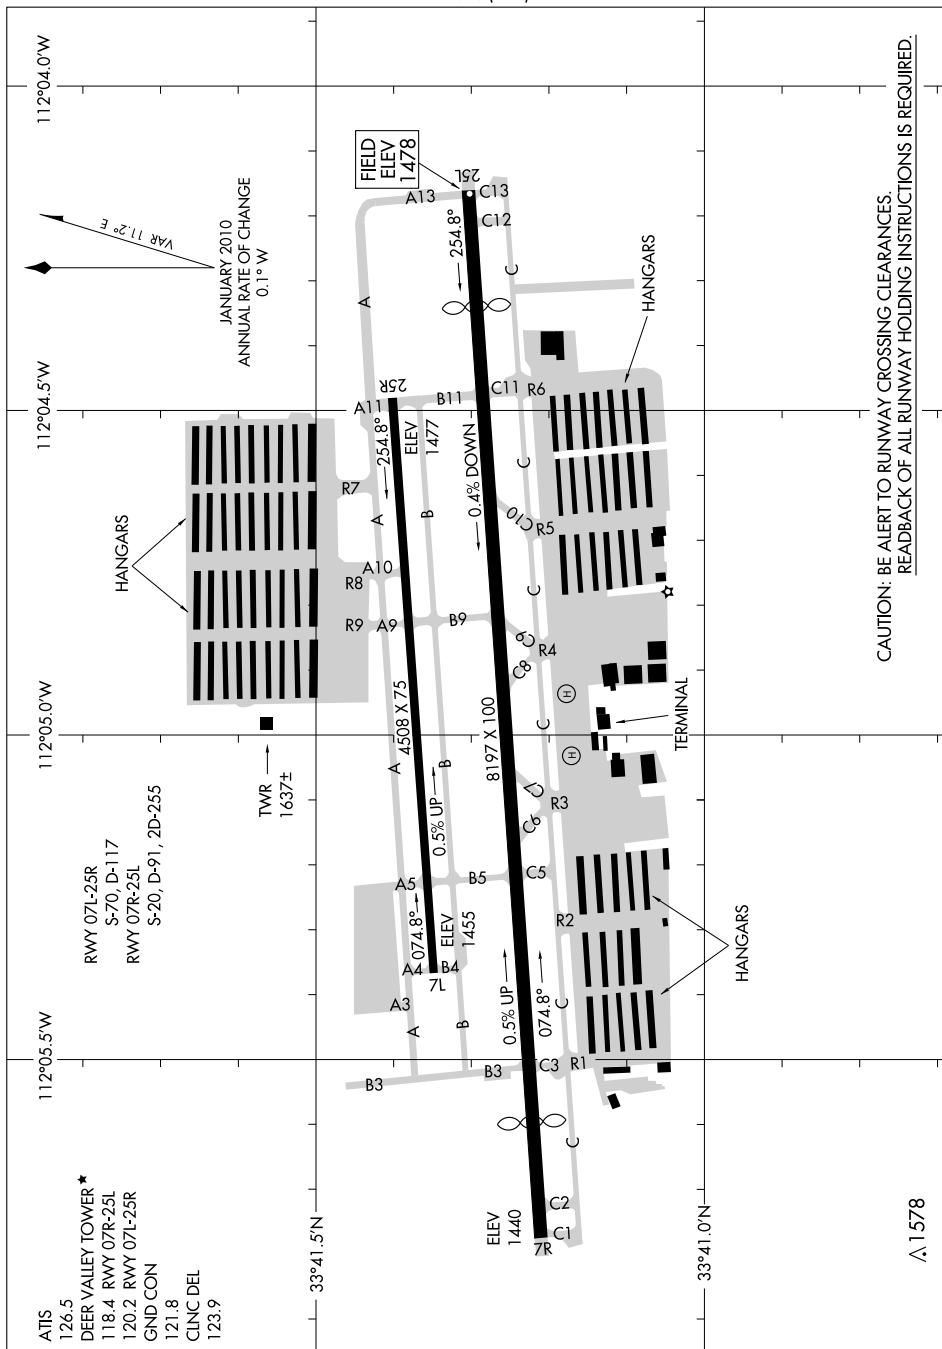 ATIS
126.5
DEER VALLEY TOWER★
118.4 RWY 07R-25L
120.2 RWY 07L-25R
GND CON
121.8
CLNC DEL
123.9
RWY 07L-25R
S-70, D-117
RWY 07R-25L
S-20, D-91, 2D-255
TWR
1637±
HANGARS
JANUARY 2010
ANNUAL RATE OF CHANGE
0.1° W
VAR 11.2° E
112°05.5'W
112°05.0'W
112°04.5'W
112°04.0'W
33°41.5'N
33°41.0'N
FIELD
ELEV
1478
B3
A3
A4
A5
A
A
A
A
R9
A9
R8
A10
R7
A11
A13
7L
074.8°
4508 X 75
254.8°
25R
ELEV
1455
0.5% UP
ELEV
1477
B4
B
B
B
B3
B5
B9
B11
ELEV
1440
7R
0.5% UP
074.8°
8197 X 100
0.4% DOWN
254.8°
25L
C1
C2
C3
C5
C6
C7
C8
C9
C10
C11
C12
C13
C
C
C
C
C
C
R1
R2
R3
R4
R5
R6
H
H
HANGARS
TERMINAL
HANGARS
CAUTION: BE ALERT TO RUNWAY CROSSING CLEARANCES.
READBACK OF ALL RUNWAY HOLDING INSTRUCTIONS IS REQUIRED.
1578